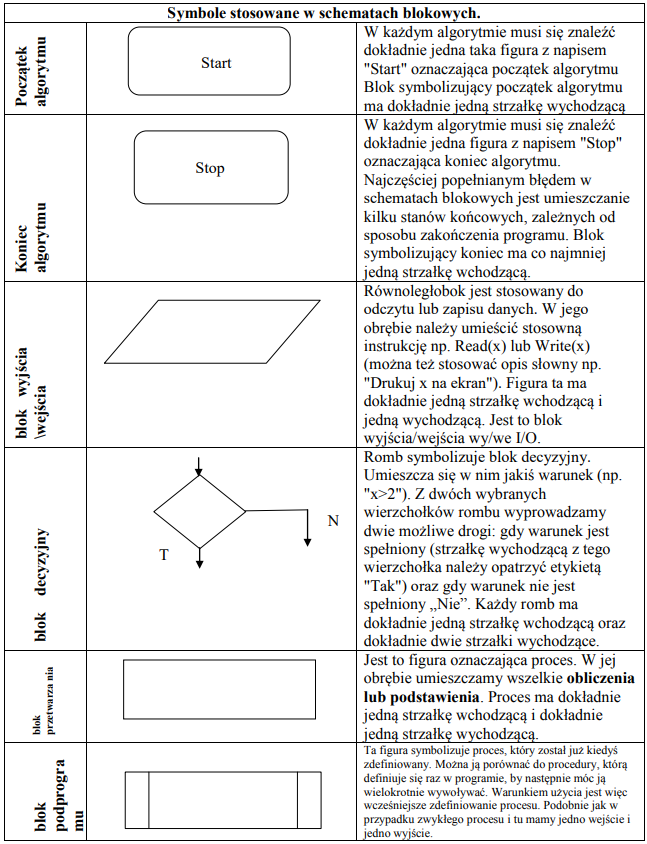 Symbole stosowane w schematach blokowych.
Początek
algorytmu
Start
W każdym algorytmie musi się znaleźć
dokładnie jedna taka figura z napisem
"Start" oznaczająca początek algorytmu
Blok symbolizujący początek algorytmu
ma dokładnie jedną strzałkę wychodzącą
Koniec
algorytmu
Stop
W każdym algorytmie musi się znaleźć
dokładnie jedna figura z napisem "Stop"
oznaczająca koniec algorytmu.
Najczęściej popełnianym błędem w
schematach blokowych jest umieszczanie
kilku stanów końcowych, zależnych od
sposobu zakończenia programu. Blok
symbolizujący koniec ma co najmniej
jedną strzałkę wchodzącą.
blok wyjścia
\wejścia
Równoległobok jest stosowany do
odczytu lub zapisu danych. W jego
obrębie należy umieścić stosowną
instrukcję np. Read(x) lub Write(x)
(można też stosować opis słowny np.
"Drukuj x na ekran"). Figura ta ma
dokładnie jedną strzałkę wchodzącą i
jedną wychodzącą. Jest to blok
wyjścia/wejścia wy/we I/O.
blok decyzyjny
T
N
Romb symbolizuje blok decyzyjny.
Umieszcza się w nim jakiś warunek (np.
"x>2"). Z dwóch wybranych
wierzchołków rombu wyprowadzamy
dwie możliwe drogi: gdy warunek jest
spełniony (strzałkę wychodzącą z tego
wierzchołka należy opatrzyć etykietą
"Tak") oraz gdy warunek nie jest
spełniony „Nie”. Każdy romb ma
dokładnie jedną strzałkę wchodzącą oraz
dokładnie dwie strzałki wychodzące.
blok
przetwarza nia
Jest to figura oznaczająca proces. W jej
obrębie umieszczamy wszelkie obliczenia
lub podstawienia. Proces ma dokładnie
jedną strzałkę wchodzącą i dokładnie
jedną strzałkę wchodzącą.
blok
podprogra
mu
Ta figura symbolizuje proces, który został już kiedyś
zdefiniowany. Można ją porównać do procedury, którą
definiuje się raz w programie, by następnie móc ją
wielokrotnie wywoływać. Warunkiem użycia jest więc
wcześniejsze zdefiniowanie procesu. Podobnie jak w
przypadku zwykłego procesu i tu mamy jedno wejście i
jedno wyjście.